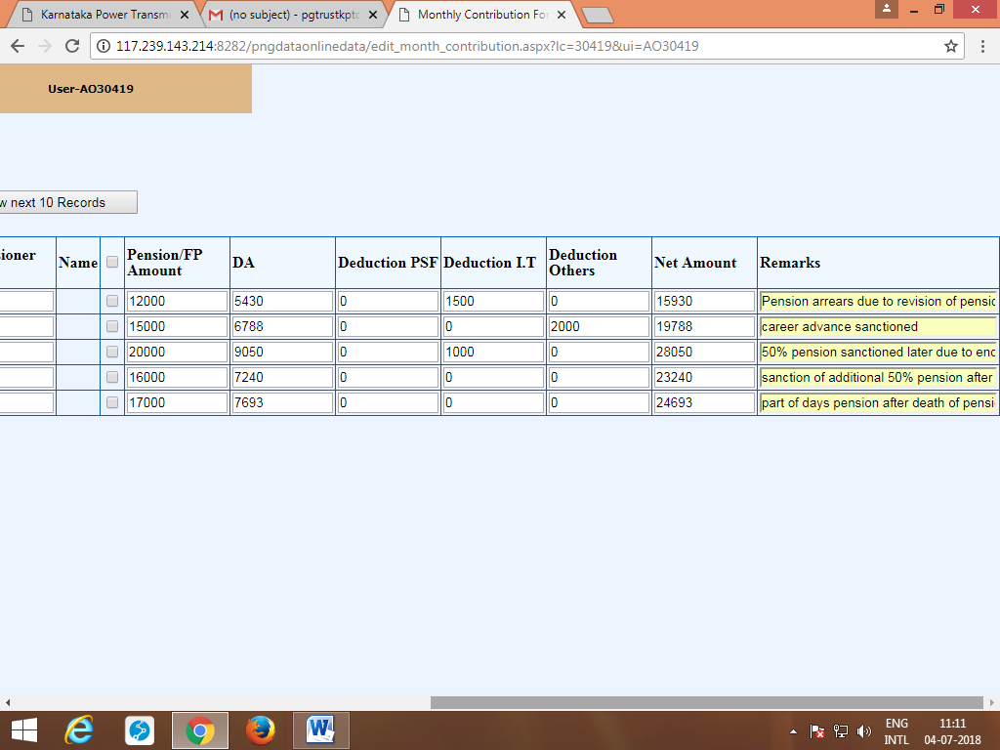 Karnataka Power Transm
(no subject) - pgtrustkptc
Monthly Contribution Fo
117.239.143.214:8282/pngdataonlinedata/edit_month_contribution.aspx?lc=30419&ui=AO30419
User-AO30419
w next 10 Records
ioner Name Pension/FP Amount DA Deduction PSF Deduction I.T Deduction Others Net Amount Remarks
12000 5430 0 1500 0 15930 Pension arrears due to revision of pensic
15000 6788 0 0 2000 19788 career advance sanctioned
20000 9050 0 1000 0 28050 50% pension sanctioned later due to enc
16000 7240 0 0 0 23240 sanction of additional 50% pension after
17000 7693 0 0 0 24693 part of days pension after death of pensi
ENG 11:11
INTL 04-07-2018